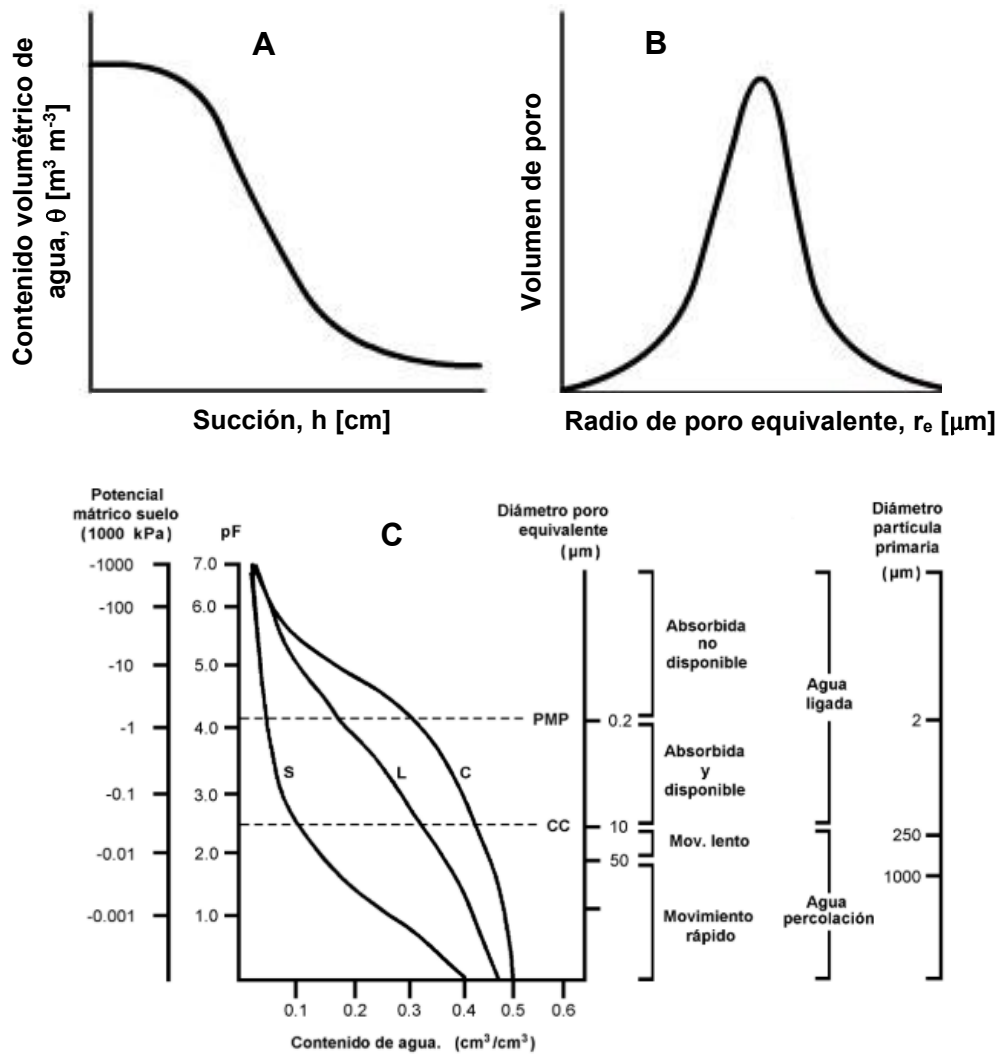 A
Contenido volumétrico de
agua, θ [m³ m⁻³]
Succión, h [cm]
B
Volumen de poro
Radio de poro equivalente, rₑ [µm]
C
Potencial
mátrico suelo
(1000 kPa)
-1000
-100
-10
-1
-0.1
-0.01
-0.001
pF
7.0
6.0
5.0
4.0
3.0
2.0
1.0
S
L
C
PMP
CC
0.1
0.2
0.3
0.4
0.5
0.6
Contenido de agua. (cm³/cm³)
Diámetro poro
equivalente
(µm)
0.2
10
50
Absorbida
no
disponible
Absorbida
y
disponible
Mov. lento
Movimiento
rápido
Agua
ligada
Agua
percolación
Diámetro
partícula
primaria
(µm)
2
250
1000